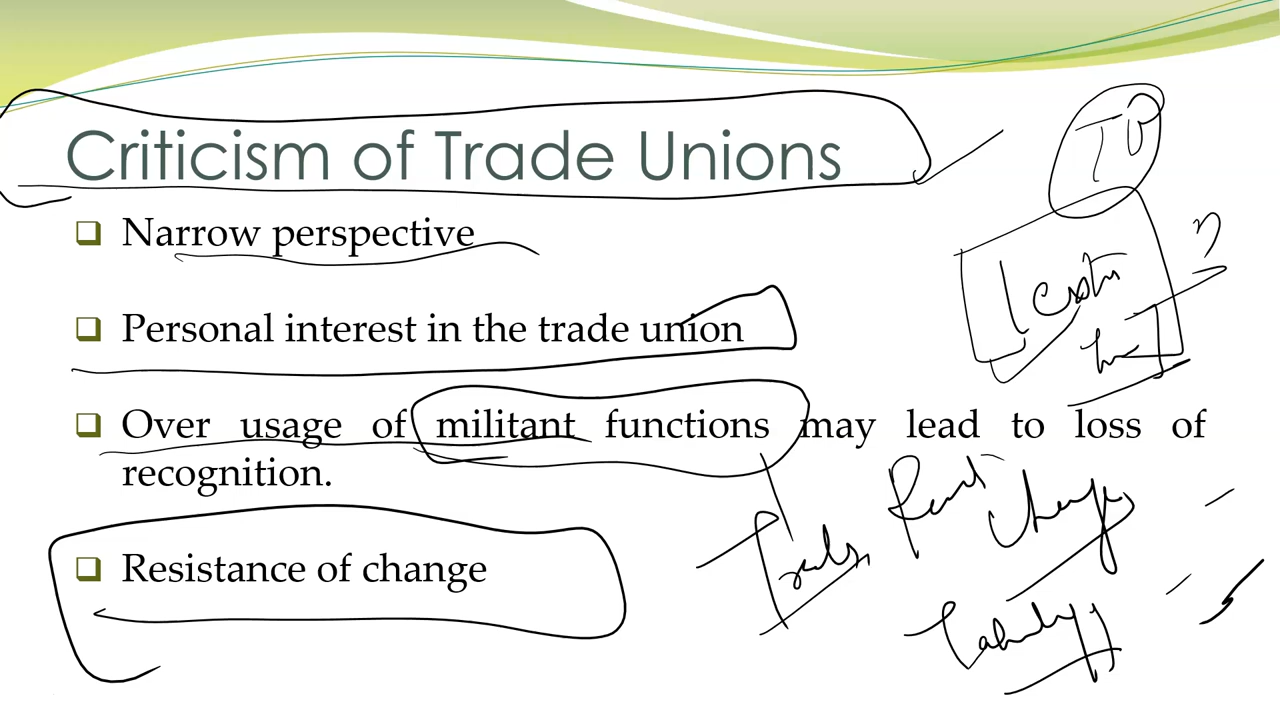 Criticism of Trade Unions
❑ Narrow perspective
❑ Personal interest in the trade union
❑ Over usage of militant functions may lead to loss of
recognition.
❑ Resistance of change